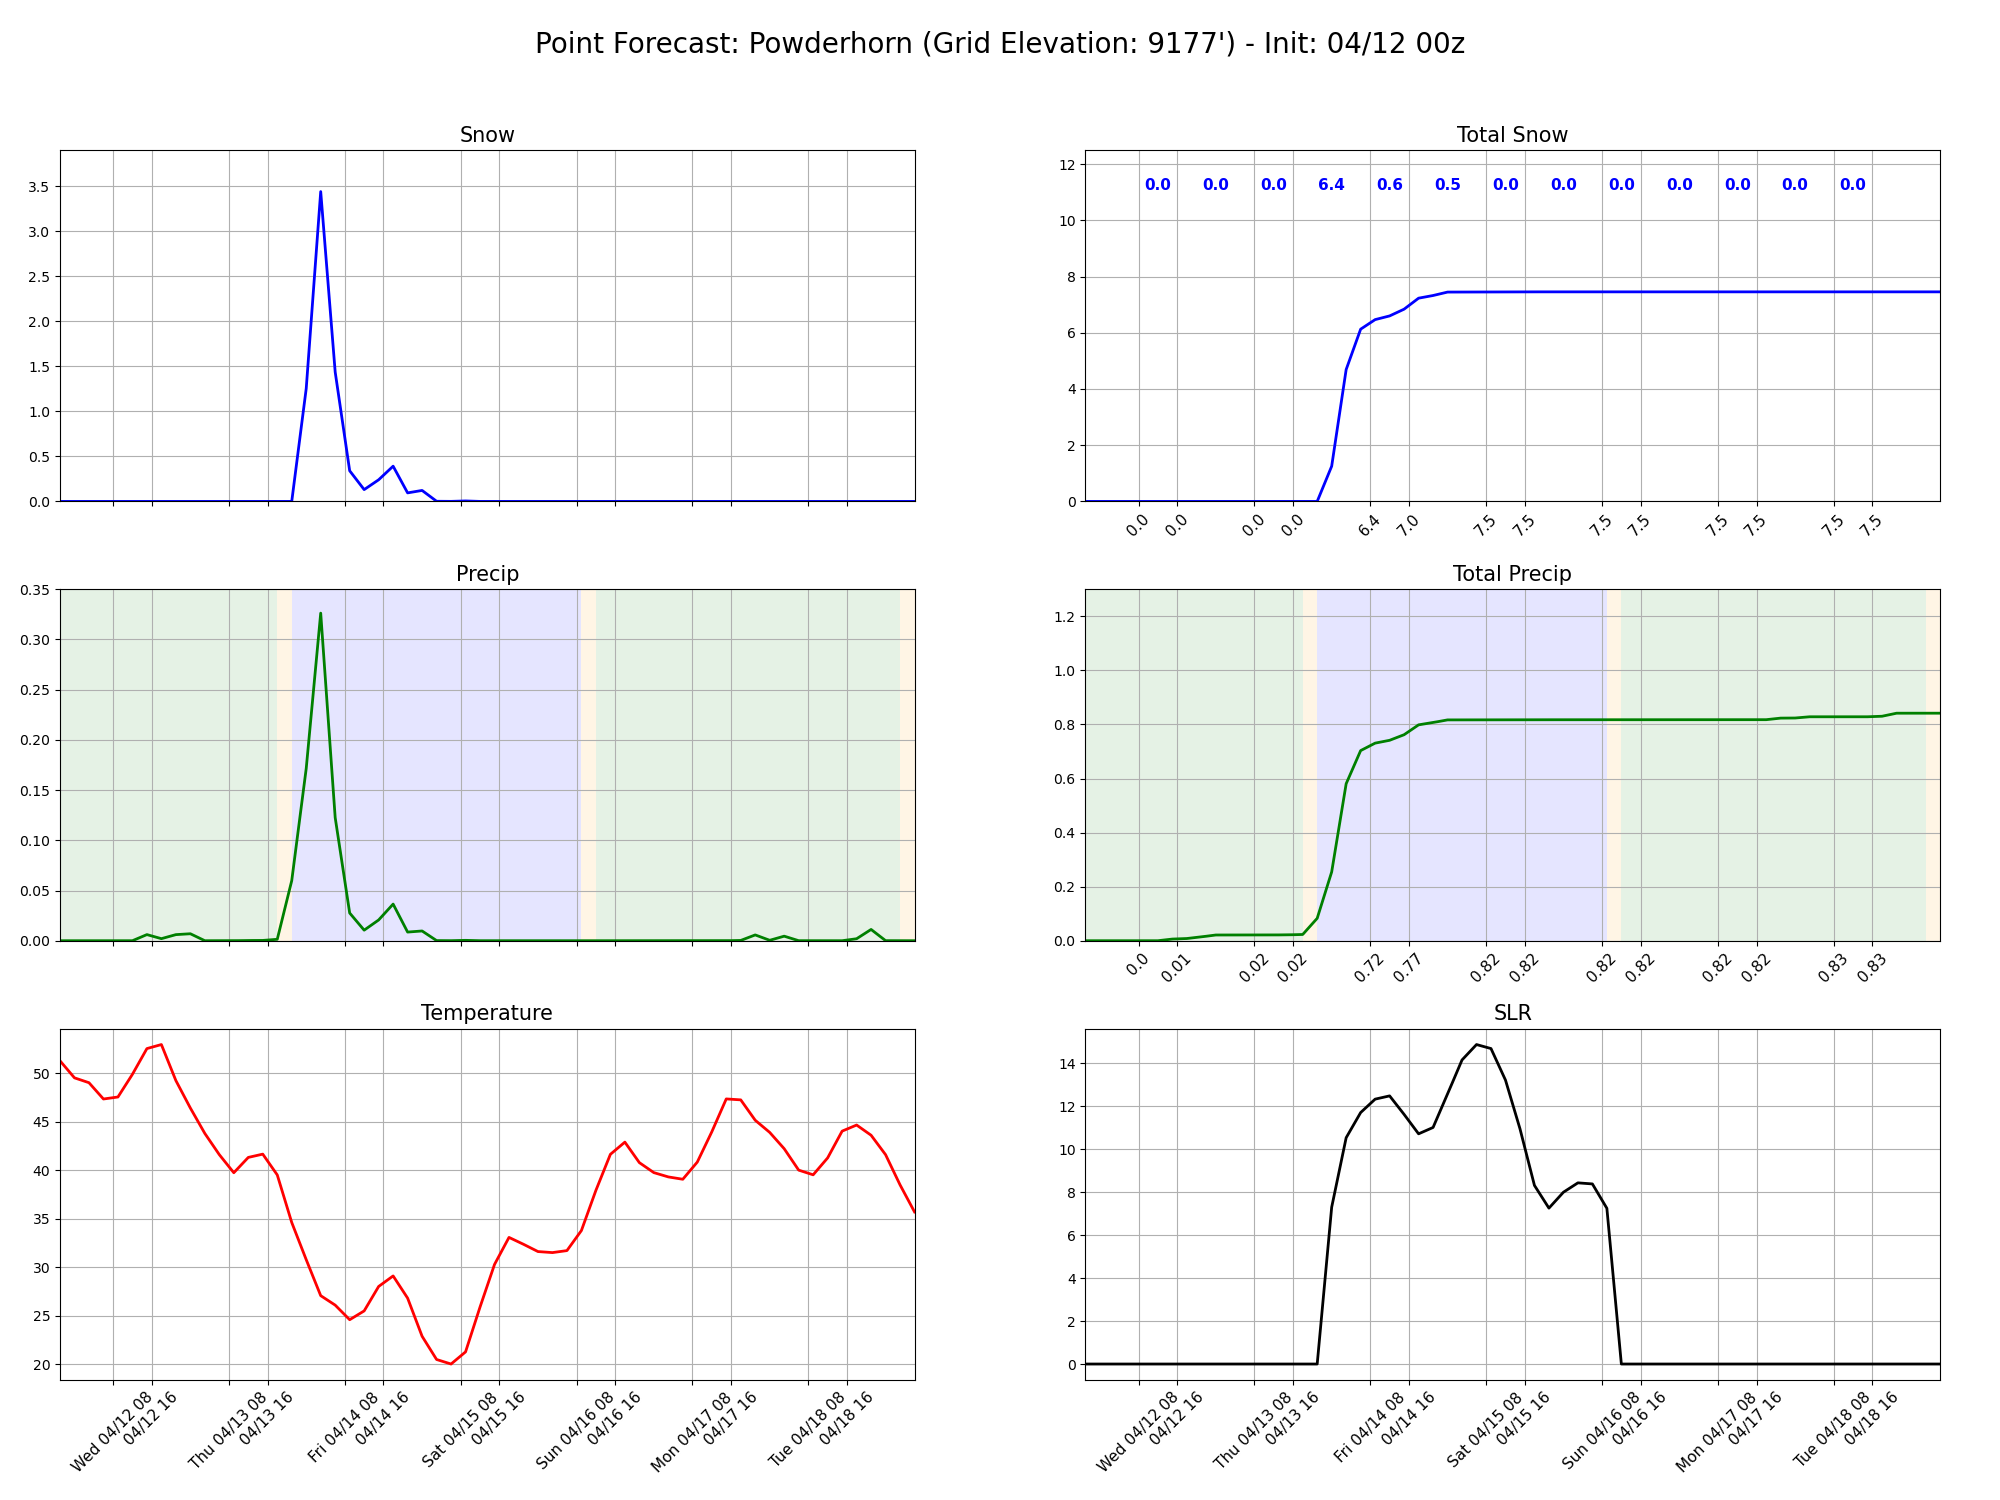 Point Forecast: Powderhorn (Grid Elevation: 9177') - Init: 04/12 00z
Snow
3.5
3.0
2.5
2.0
1.5
1.0
0.5
0.0
Total Snow
12
10
8
6
4
2
0
0.0 0.0 0.0 6.4 0.6 0.5 0.0 0.0 0.0 0.0 0.0 0.0 0.0
0.0 0.0 0.0 0.0 6.4 7.0 7.5 7.5 7.5 7.5 7.5 7.5 7.5 7.5
Precip
0.35
0.30
0.25
0.20
0.15
0.10
0.05
0.00
Total Precip
1.2
1.0
0.8
0.6
0.4
0.2
0.0
0.0 0.01 0.02 0.02 0.72 0.77 0.82 0.82 0.82 0.82 0.82 0.82 0.83 0.83
Temperature
50
45
40
35
30
25
20
Wed 04/12 08
04/12 16
Thu 04/13 08
04/13 16
Fri 04/14 08
04/14 16
Sat 04/15 08
04/15 16
Sun 04/16 08
04/16 16
Mon 04/17 08
04/17 16
Tue 04/18 08
04/18 16
SLR
14
12
10
8
6
4
2
0
Wed 04/12 08
04/12 16
Thu 04/13 08
04/13 16
Fri 04/14 08
04/14 16
Sat 04/15 08
04/15 16
Sun 04/16 08
04/16 16
Mon 04/17 08
04/17 16
Tue 04/18 08
04/18 16